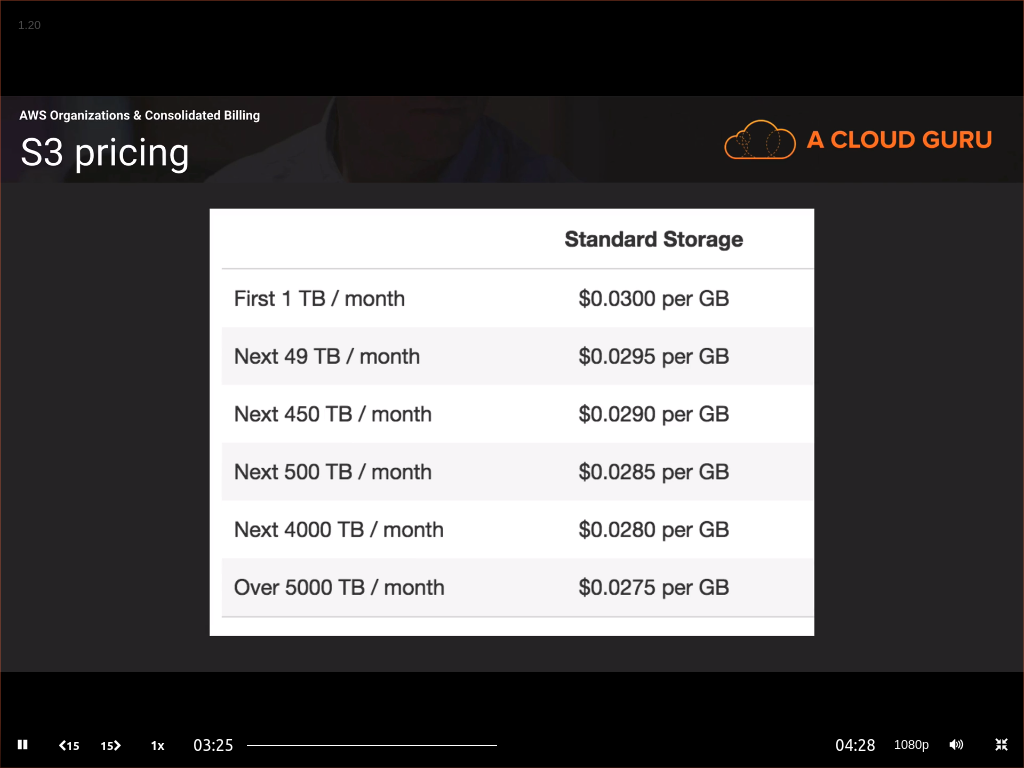 1.20
AWS Organizations & Consolidated Billing
S3 pricing
A CLOUD GURU
Standard Storage
First 1 TB / month $0.0300 per GB
Next 49 TB / month $0.0295 per GB
Next 450 TB / month $0.0290 per GB
Next 500 TB / month $0.0285 per GB
Next 4000 TB / month $0.0280 per GB
Over 5000 TB / month $0.0275 per GB
15 15 1x 03:25 04:28 1080p